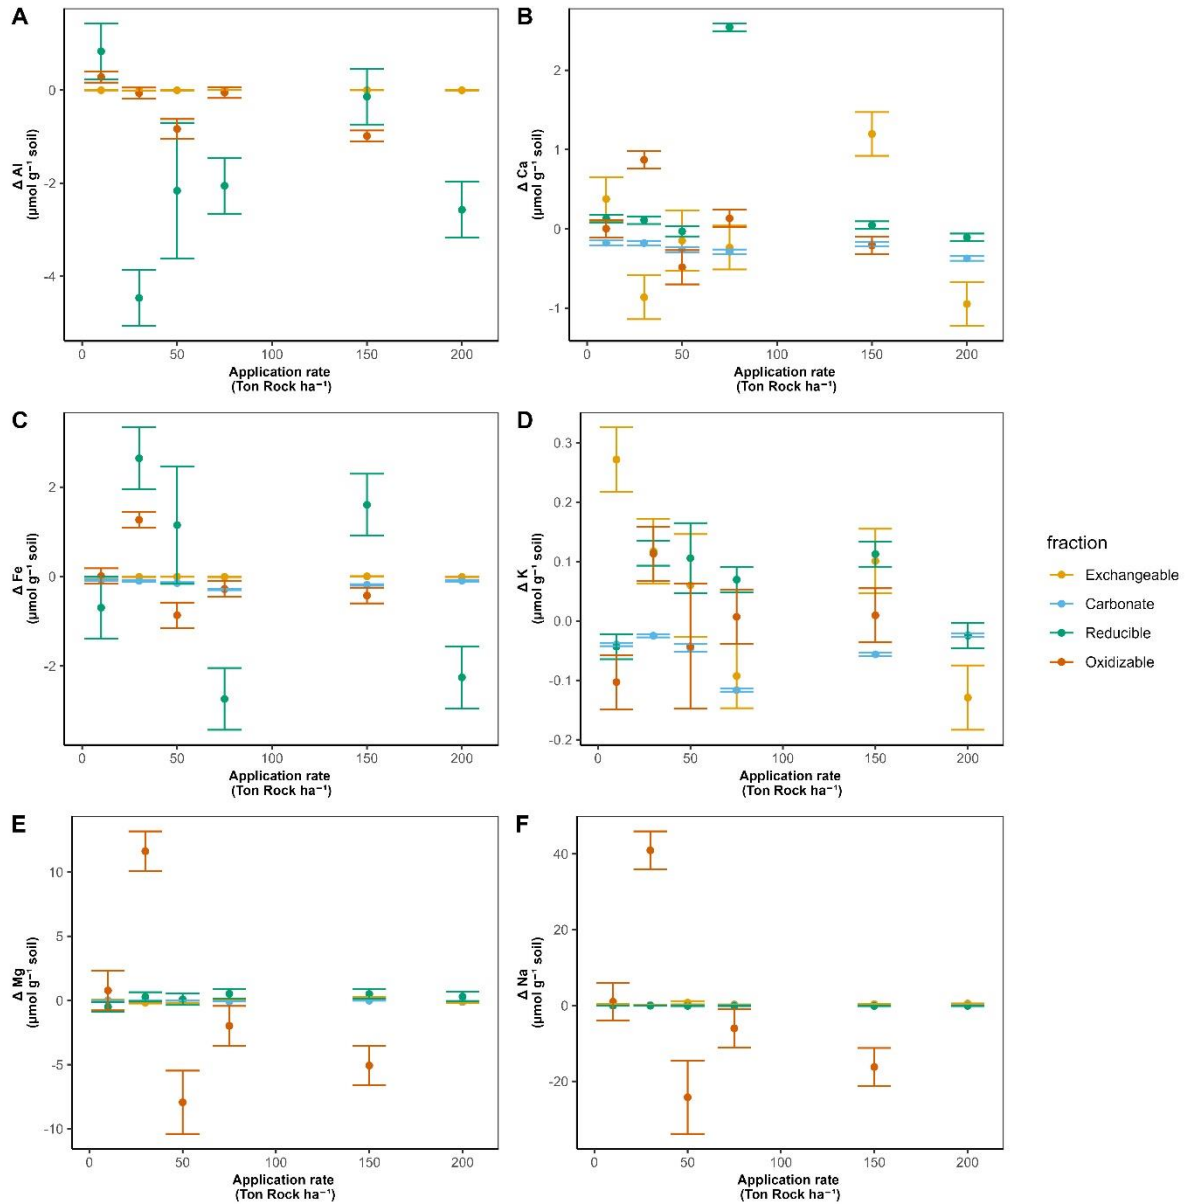 A
Δ Al
(µmol g⁻¹ soil)
0
-2
-4
0 50 100 150 200
Application rate
(Ton Rock ha⁻¹)
B
Δ Ca
(µmol g⁻¹ soil)
2
1
0
-1
0 50 100 150 200
Application rate
(Ton Rock ha⁻¹)
C
Δ Fe
(µmol g⁻¹ soil)
2
0
-2
0 50 100 150 200
Application rate
(Ton Rock ha⁻¹)
D
Δ K
(µmol g⁻¹ soil)
0.3
0.2
0.1
0.0
-0.1
-0.2
0 50 100 150 200
Application rate
(Ton Rock ha⁻¹)
fraction
Exchangeable
Carbonate
Reducible
Oxidizable
E
Δ Mg
(µmol g⁻¹ soil)
10
5
0
-5
-10
0 50 100 150 200
Application rate
(Ton Rock ha⁻¹)
F
Δ Na
(µmol g⁻¹ soil)
40
20
0
-20
0 50 100 150 200
Application rate
(Ton Rock ha⁻¹)